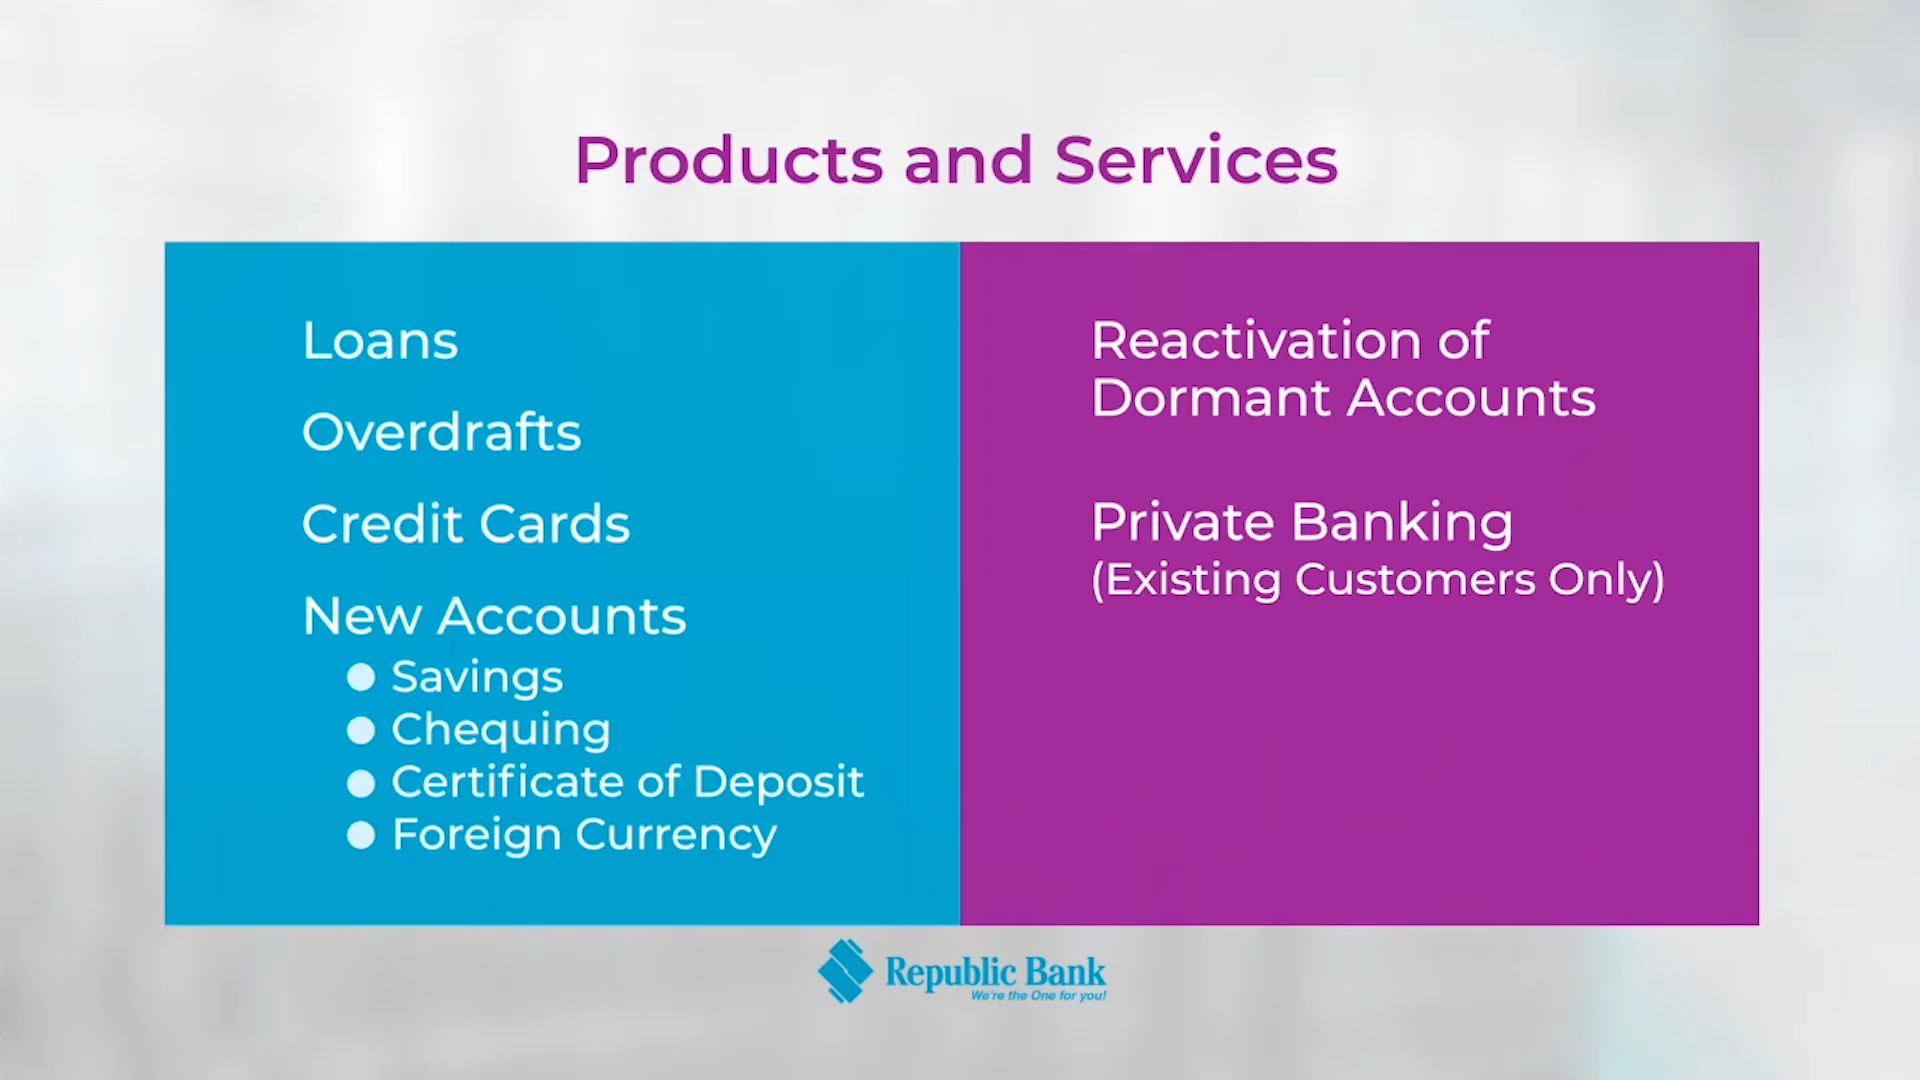 Products and Services
Loans
Overdrafts
Credit Cards
New Accounts
● Savings
● Chequing
● Certificate of Deposit
● Foreign Currency
Reactivation of
Dormant Accounts
Private Banking
(Existing Customers Only)
Republic Bank
We're the One for you!